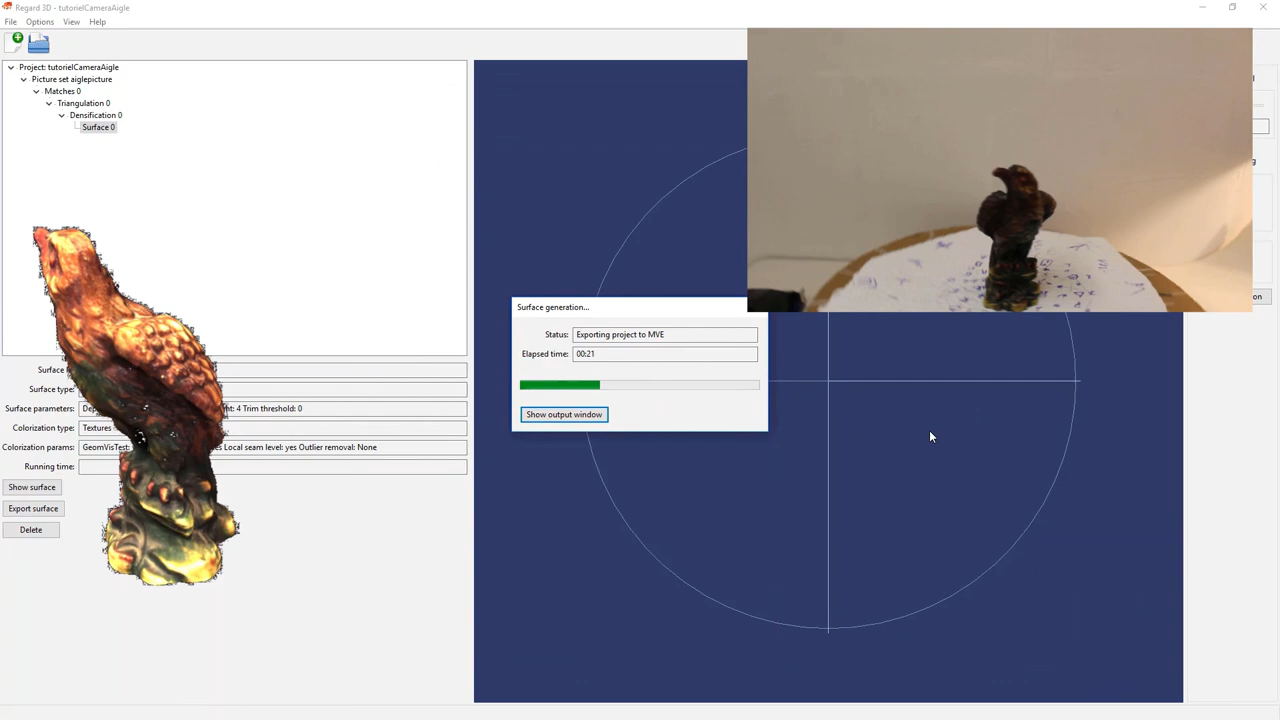 Regard 3D - tutorielCameraAigle
File Options View Help
Project: tutorielCameraAigle
Picture set aiglepicture
Matches 0
Triangulation 0
Densification 0
Surface 0
Surface generation...
Status: Exporting project to MVE
Elapsed time: 00:21
Show output window
Surface
Surface type:
Surface parameters: 4 Trim threshold: 0
Colorization type: Textures
Colorization params: GeomVisTest: Local seam level: yes Outlier removal: None
Running time:
Show surface
Export surface
Delete